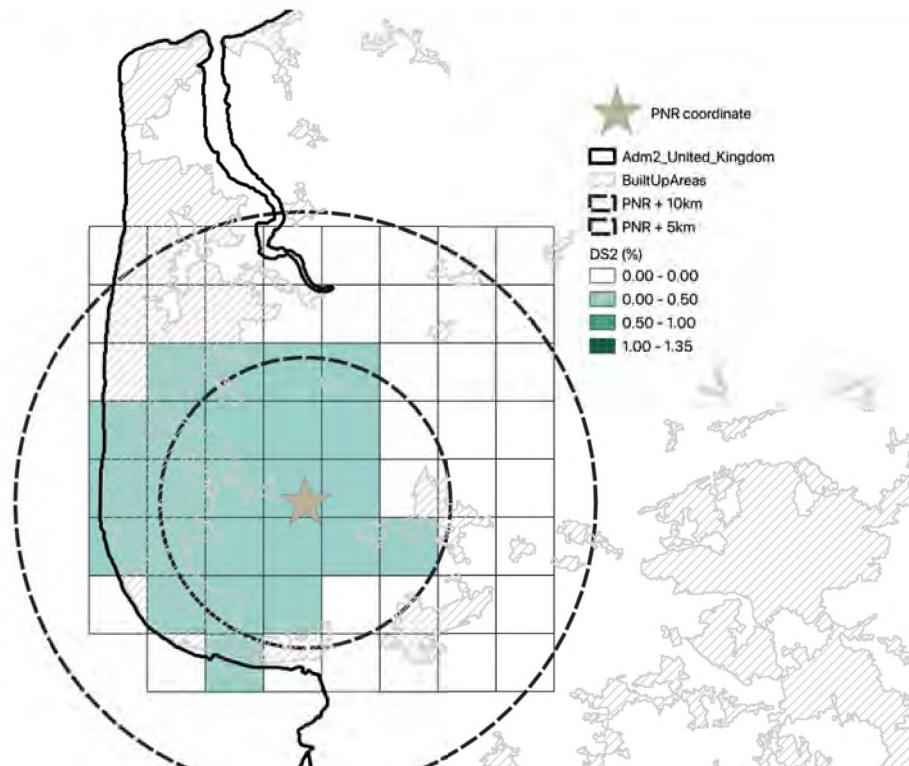 PNR coordinate
Adm2_United_Kingdom
BuiltUpAreas
PNR + 10km
PNR + 5km
DS2 (%)
0.00 - 0.00
0.00 - 0.50
0.50 - 1.00
1.00 - 1.35